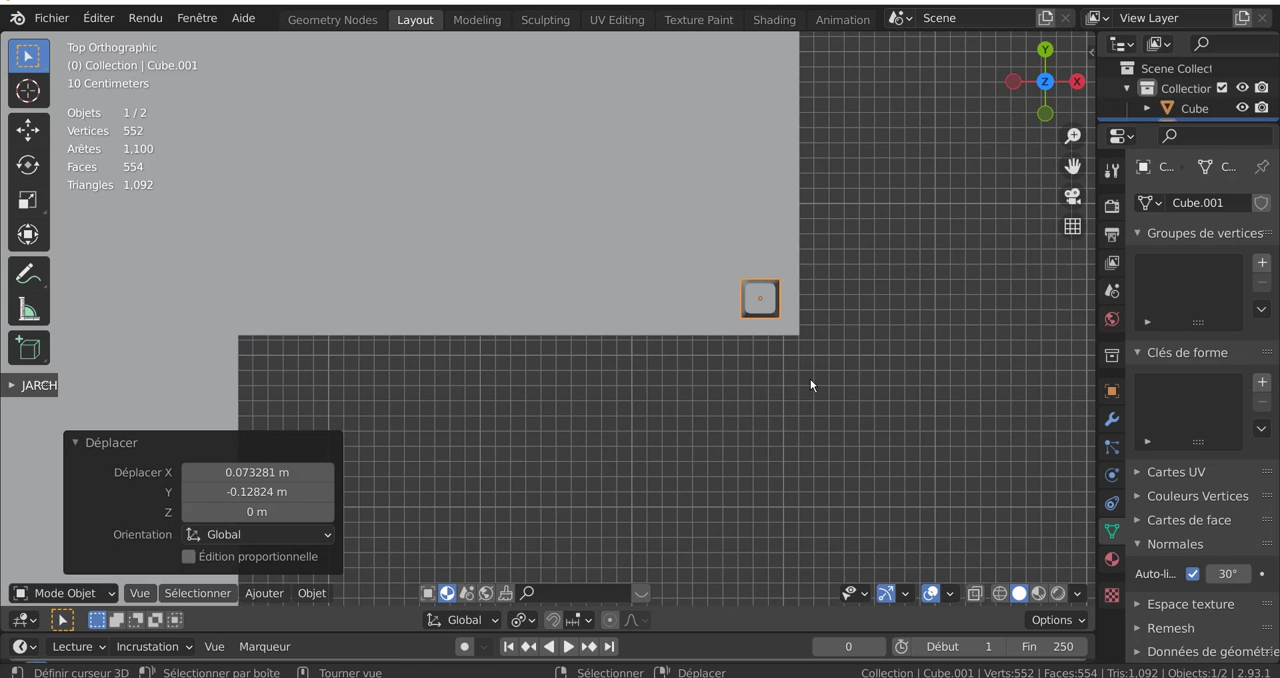 Fichier Éditer Rendu Fenêtre Aide Geometry Nodes Layout Modeling Sculpting UV Editing Texture Paint Shading Animation Scene View Layer
Top Orthographic
(0) Collection | Cube.001
10 Centimeters
Objets 1 / 2
Vertices 552
Arêtes 1,100
Faces 554
Triangles 1,092
Y
Z
X
Scene Collect
Collection
Cube
C...
C...
Cube.001
Groupes de vertices
Clés de forme
Cartes UV
Couleurs Vertices
Cartes de face
Normales
Auto-li... 30°
Espace texture
Remesh
Données de géométrie
JARCH
Déplacer
Déplacer X 0.073281 m
Y -0.12824 m
Z 0 m
Orientation Global
Édition proportionnelle
Mode Objet Vue Sélectionner Ajouter Objet
Global Options
Lecture Incrustation Vue Marqueur 0 Début 1 Fin 250
Définir curseur 3D Sélectionner par boîte Tourner vue Sélectionner Déplacer Collection | Cube.001 | Verts:552 | Faces:554 | Tris:1,092 | Objects:1/2 | 2.93.1